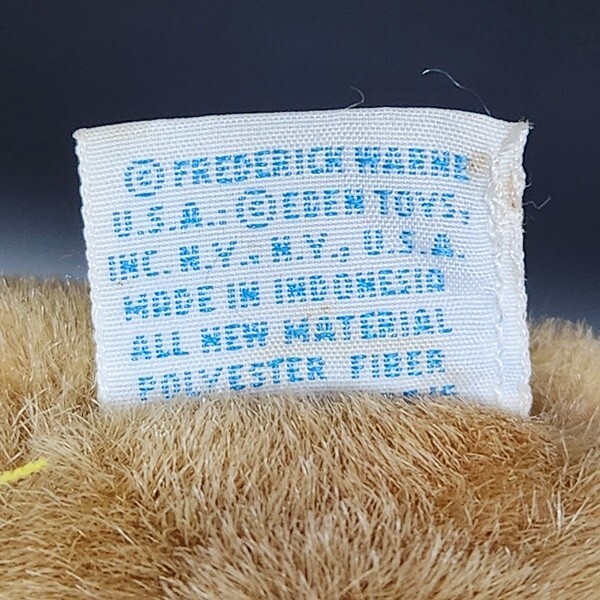 © FREDERICK WARNE
U.S.A.: © EDEN TOYS,
INC. N.Y., N.Y., U.S.A.
MADE IN INDONESIA
ALL NEW MATERIAL
POLYESTER FIBER